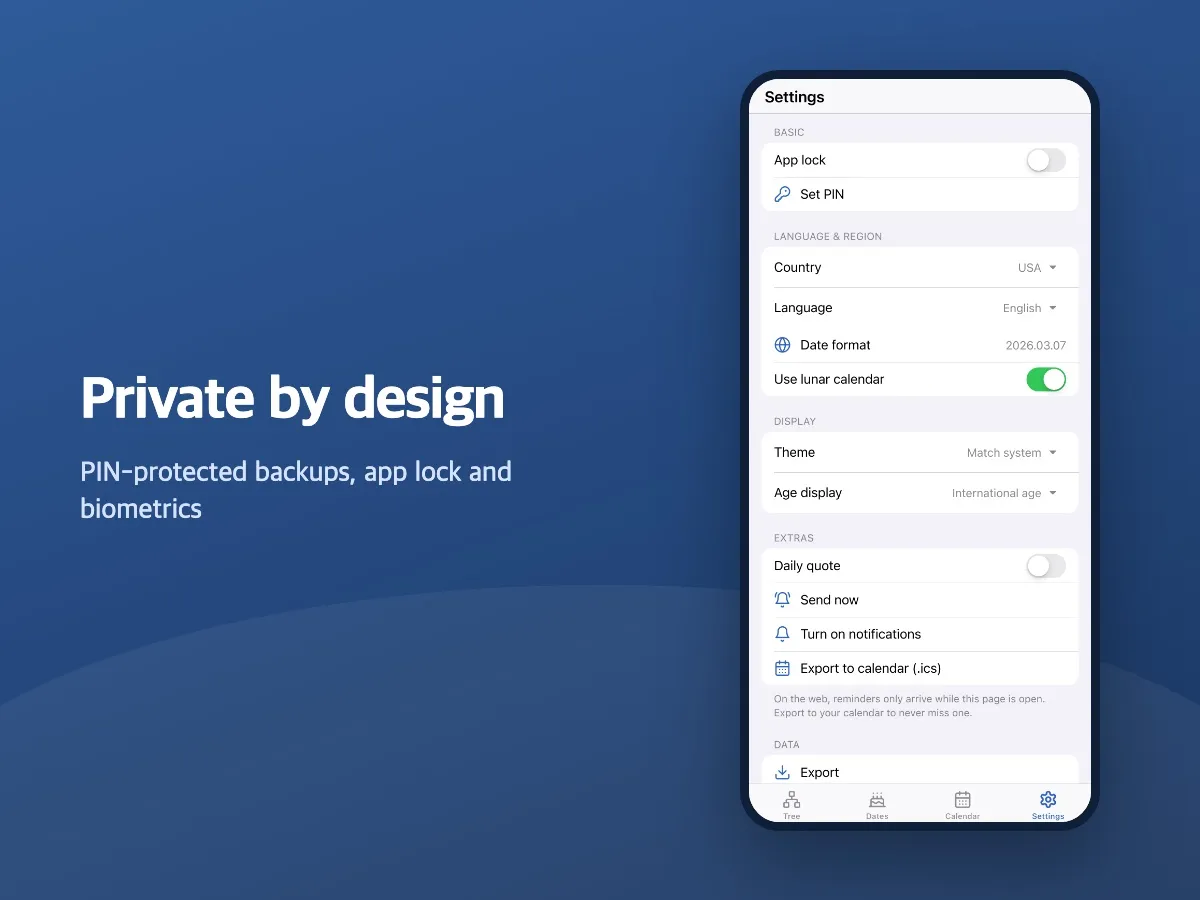 Private by design
PIN-protected backups, app lock and
biometrics
Settings
BASIC
App lock
Set PIN
LANGUAGE & REGION
Country USA
Language English
Date format 2026.03.07
Use lunar calendar
DISPLAY
Theme Match system
Age display International age
EXTRAS
Daily quote
Send now
Turn on notifications
Export to calendar (.ics)
On the web, reminders only arrive while this page is open.
Export to your calendar to never miss one.
DATA
Export
Tree Dates Calendar Settings